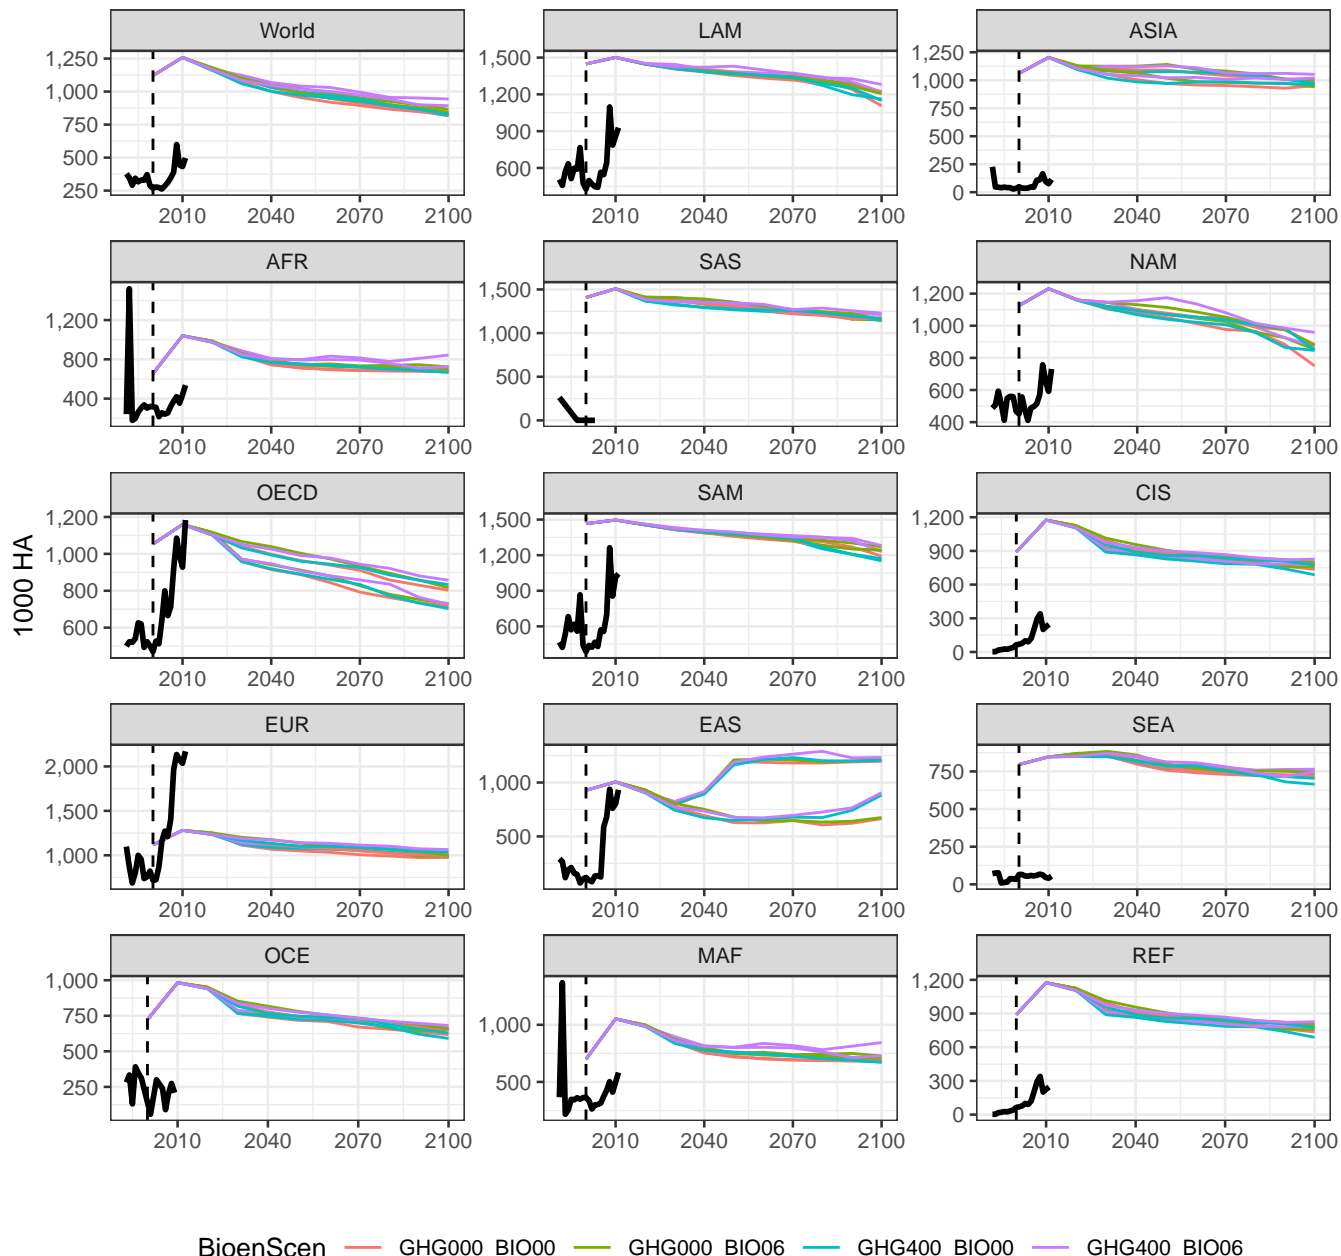 World LAM ASIA
1,250 1,000 750 500 250
1,500 1,200 900 600
1,250 1,000 750 500 250 0
2010 2040 2070 2100 2010 2040 2070 2100 2010 2040 2070 2100
AFR SAS NAM
1,200 800 400
1,500 1,000 500 0
1,200 1,000 800 600 400
2010 2040 2070 2100 2010 2040 2070 2100 2010 2040 2070 2100
OECD SAM CIS
1000 HA
1,200 1,000 800 600
1,500 1,200 900 600
1,200 900 600 300 0
2010 2040 2070 2100 2010 2040 2070 2100 2010 2040 2070 2100
EUR EAS SEA
2,000 1,500 1,000
1,000 500
750 500 250 0
2010 2040 2070 2100 2010 2040 2070 2100 2010 2040 2070 2100
OCE MAF REF
1,000 750 500 250
1,000 500
1,200 900 600 300 0
2010 2040 2070 2100 2010 2040 2070 2100 2010 2040 2070 2100
BioenScen GHG000 BIO00 GHG000 BIO06 GHG400 BIO00 GHG400 BIO06